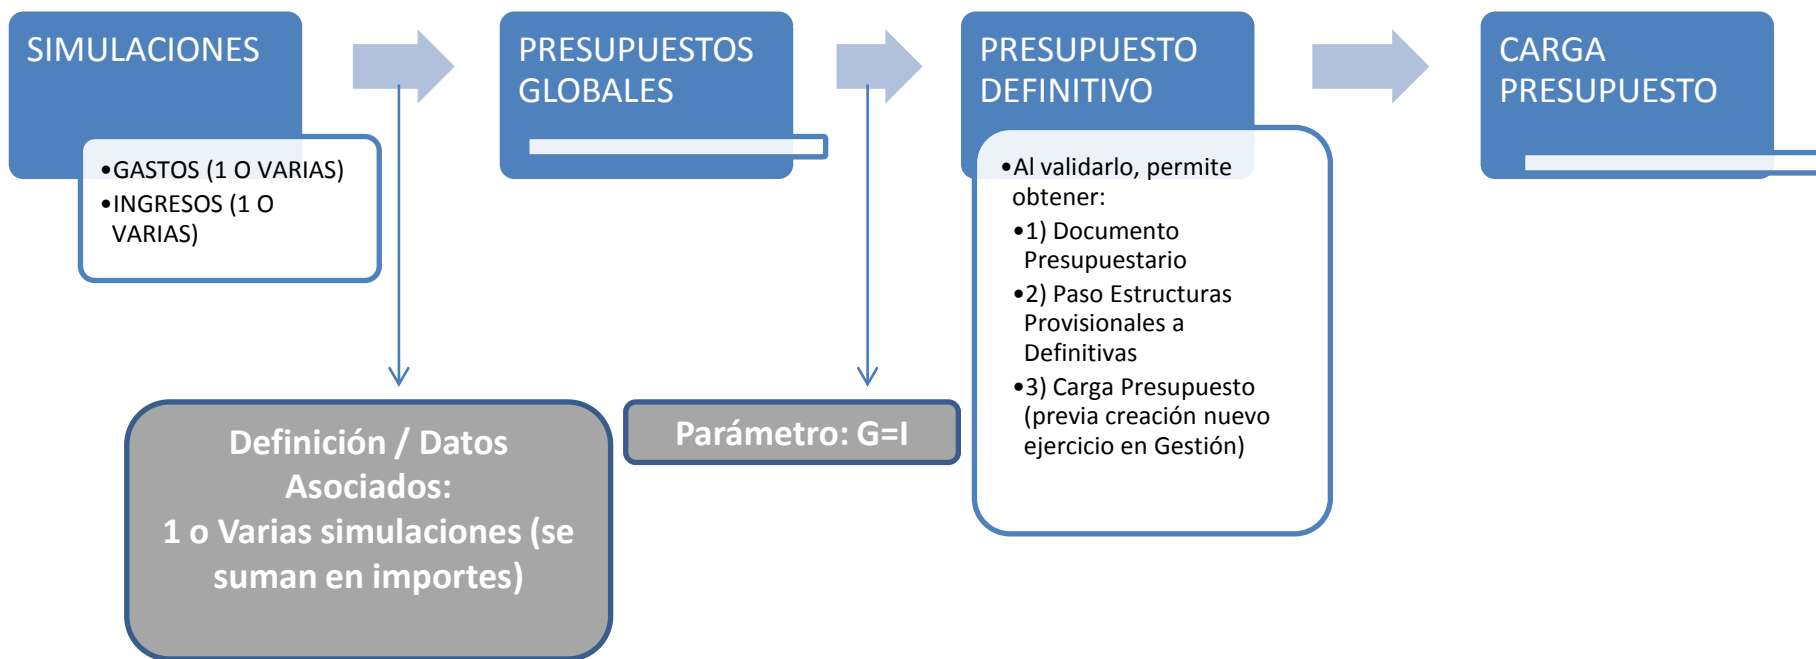 SIMULACIONES
•GASTOS (1 O VARIAS)
•INGRESOS (1 O
VARIAS)
PRESUPUESTOS
GLOBALES
PRESUPUESTO
DEFINITIVO
•Al validarlo, permite
obtener:
•1) Documento
Presupuestario
•2) Paso Estructuras
Provisionales a
Definitivas
•3) Carga Presupuesto
(previa creación nuevo
ejercicio en Gestión)
CARGA
PRESUPUESTO
Definición / Datos
Asociados:
1 o Varias simulaciones (se
suman en importes)
Parámetro: G=I